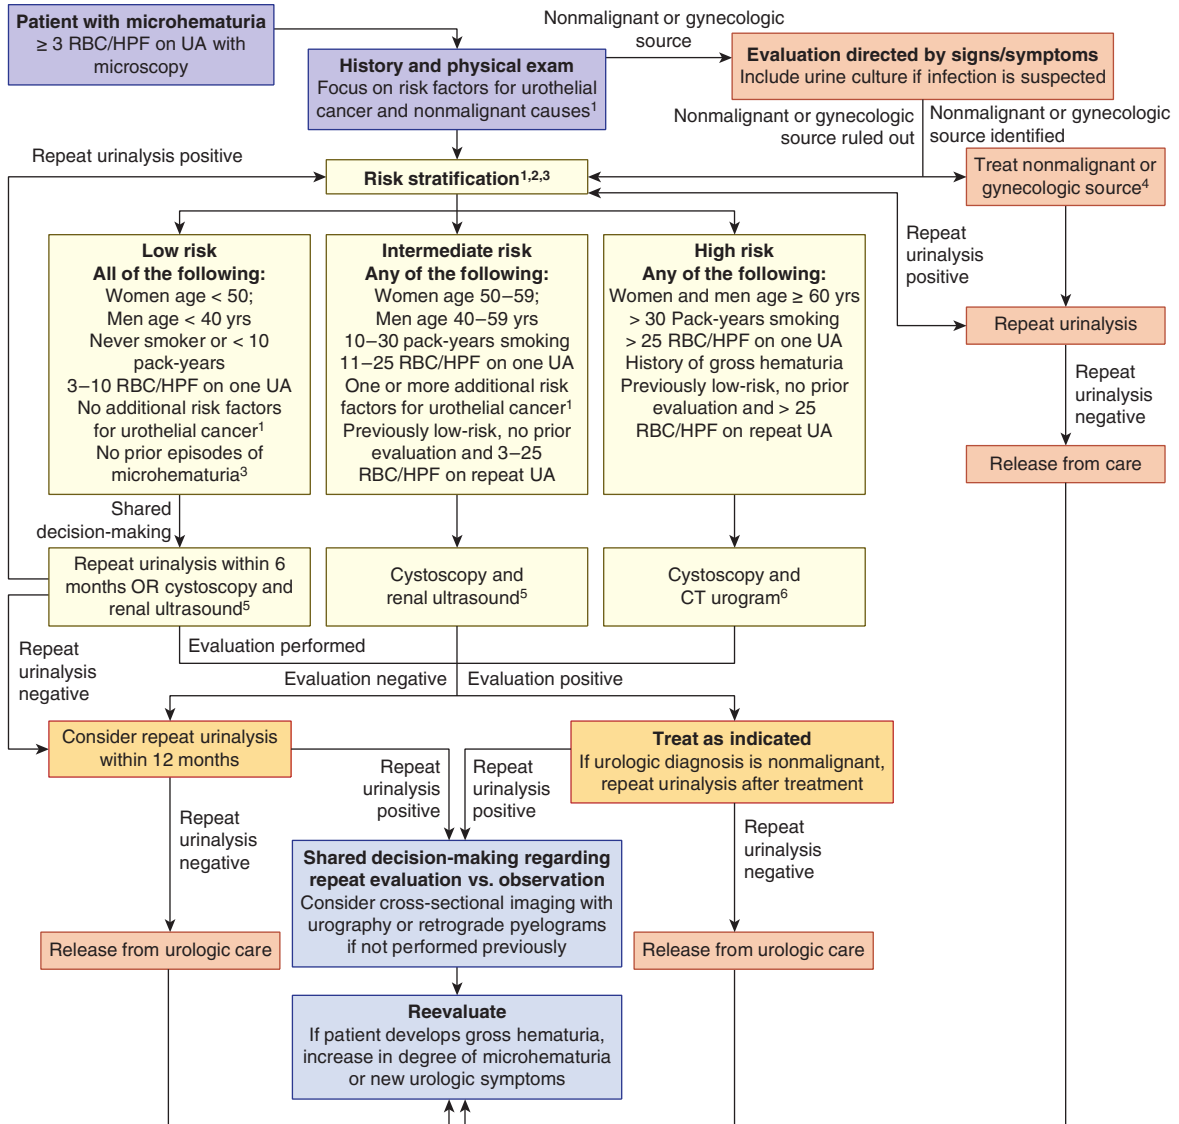 Patient with microhematuria
≥ 3 RBC/HPF on UA with
microscopy
Nonmalignant or gynecologic
source
History and physical exam
Focus on risk factors for urothelial
cancer and nonmalignant causes1
Evaluation directed by signs/symptoms
Include urine culture if infection is suspected
Nonmalignant or gynecologic
source ruled out
Nonmalignant or gynecologic
source identified
Repeat urinalysis positive
Risk stratification1,2,3
Treat nonmalignant or
gynecologic source4
Low risk
All of the following:
Women age < 50;
Men age < 40 yrs
Never smoker or < 10
pack-years
3–10 RBC/HPF on one UA
No additional risk factors
for urothelial cancer1
No prior episodes of
microhematuria3
Intermediate risk
Any of the following:
Women age 50–59;
Men age 40–59 yrs
10–30 pack-years smoking
11–25 RBC/HPF on one UA
One or more additional risk
factors for urothelial cancer1
Previously low-risk, no prior
evaluation and 3–25
RBC/HPF on repeat UA
High risk
Any of the following:
Women and men age ≥ 60 yrs
> 30 Pack-years smoking
> 25 RBC/HPF on one UA
History of gross hematuria
Previously low-risk, no prior
evaluation and > 25
RBC/HPF on repeat UA
Repeat
urinalysis
positive
Repeat urinalysis
Repeat
urinalysis
negative
Release from care
Shared
decision-making
Repeat urinalysis within 6
months OR cystoscopy and
renal ultrasound5
Cystoscopy and
renal ultrasound5
Cystoscopy and
CT urogram6
Repeat
urinalysis
negative
Evaluation performed
Evaluation negative
Evaluation positive
Consider repeat urinalysis
within 12 months
Treat as indicated
If urologic diagnosis is nonmalignant,
repeat urinalysis after treatment
Repeat
urinalysis
positive
Repeat
urinalysis
positive
Repeat
urinalysis
negative
Repeat
urinalysis
negative
Shared decision-making regarding
repeat evaluation vs. observation
Consider cross-sectional imaging with
urography or retrograde pyelograms
if not performed previously
Release from urologic care
Release from urologic care
Reevaluate
If patient develops gross hematuria,
increase in degree of microhematuria
or new urologic symptoms